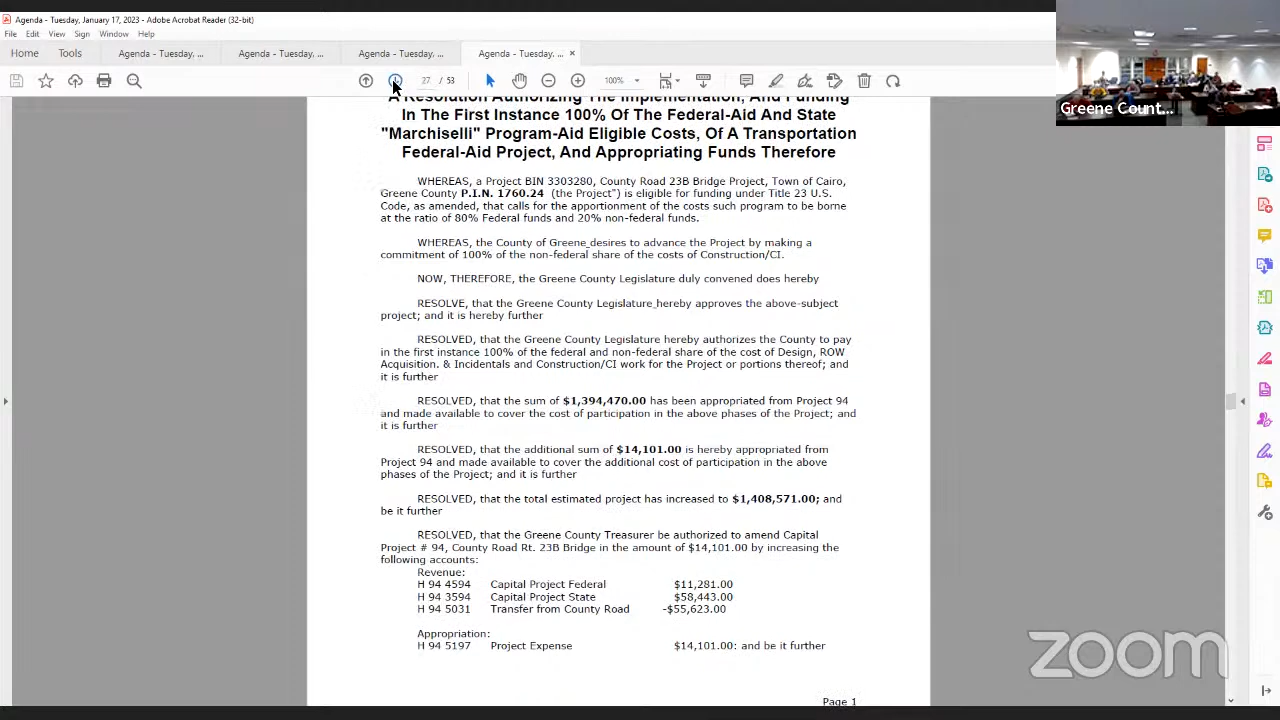 Agenda - Tuesday, January 17, 2023 - Adobe Acrobat Reader (32-bit)
File Edit View Sign Window Help
Home Tools Agenda - Tuesday, ... Agenda - Tuesday, ... Agenda - Tuesday, ... Agenda - Tuesday, ... ×
27 / 53 100%
Greene Count...
A Resolution Authorizing The Implementation, And Funding
In The First Instance 100% Of The Federal-Aid And State
"Marchiselli" Program-Aid Eligible Costs, Of A Transportation
Federal-Aid Project, And Appropriating Funds Therefore
WHEREAS, a Project BIN 3303280, County Road 23B Bridge Project, Town of Cairo,
Greene County P.I.N. 1760.24 (the Project") is eligible for funding under Title 23 U.S.
Code, as amended, that calls for the apportionment of the costs such program to be borne
at the ratio of 80% Federal funds and 20% non-federal funds.
WHEREAS, the County of Greene desires to advance the Project by making a
commitment of 100% of the non-federal share of the costs of Construction/CI.
NOW, THEREFORE, the Greene County Legislature duly convened does hereby
RESOLVE, that the Greene County Legislature hereby approves the above-subject
project; and it is hereby further
RESOLVED, that the Greene County Legislature hereby authorizes the County to pay
in the first instance 100% of the federal and non-federal share of the cost of Design, ROW
Acquisition. & Incidentals and Construction/CI work for the Project or portions thereof; and
it is further
RESOLVED, that the sum of $1,394,470.00 has been appropriated from Project 94
and made available to cover the cost of participation in the above phases of the Project; and
it is further
RESOLVED, that the additional sum of $14,101.00 is hereby appropriated from
Project 94 and made available to cover the additional cost of participation in the above
phases of the Project; and it is further
RESOLVED, that the total estimated project has increased to $1,408,571.00; and
be it further
RESOLVED, that the Greene County Treasurer be authorized to amend Capital
Project # 94, County Road Rt. 23B Bridge in the amount of $14,101.00 by increasing the
following accounts:
Revenue:
H 94 4594 Capital Project Federal $11,281.00
H 94 3594 Capital Project State $58,443.00
H 94 5031 Transfer from County Road -$55,623.00
Appropriation:
H 94 5197 Project Expense $14,101.00: and be it further
Page 1
zoom